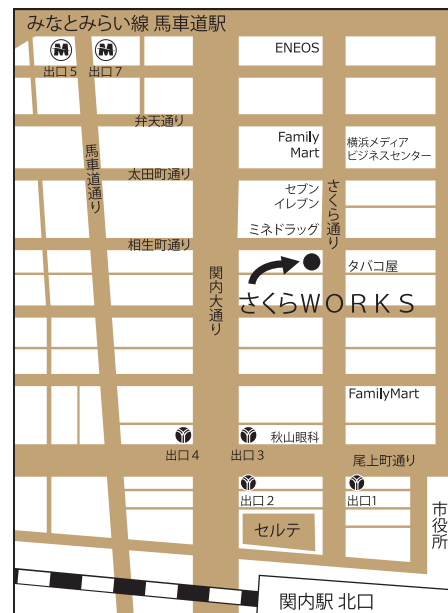 みなとみらい線 馬車道駅
出口5
出口7
ENEOS
弁天通り
Family
Mart
横浜メディア
ビジネスセンター
馬車道通り
太田町通り
さくら通り
セブン
イレブン
ミネドラッグ
相生町通り
タバコ屋
関内大通り
さくらWORKS
FamilyMart
出口4
出口3
秋山眼科
尾上町通り
出口2
出口1
セルテ
市役所
関内駅 北口